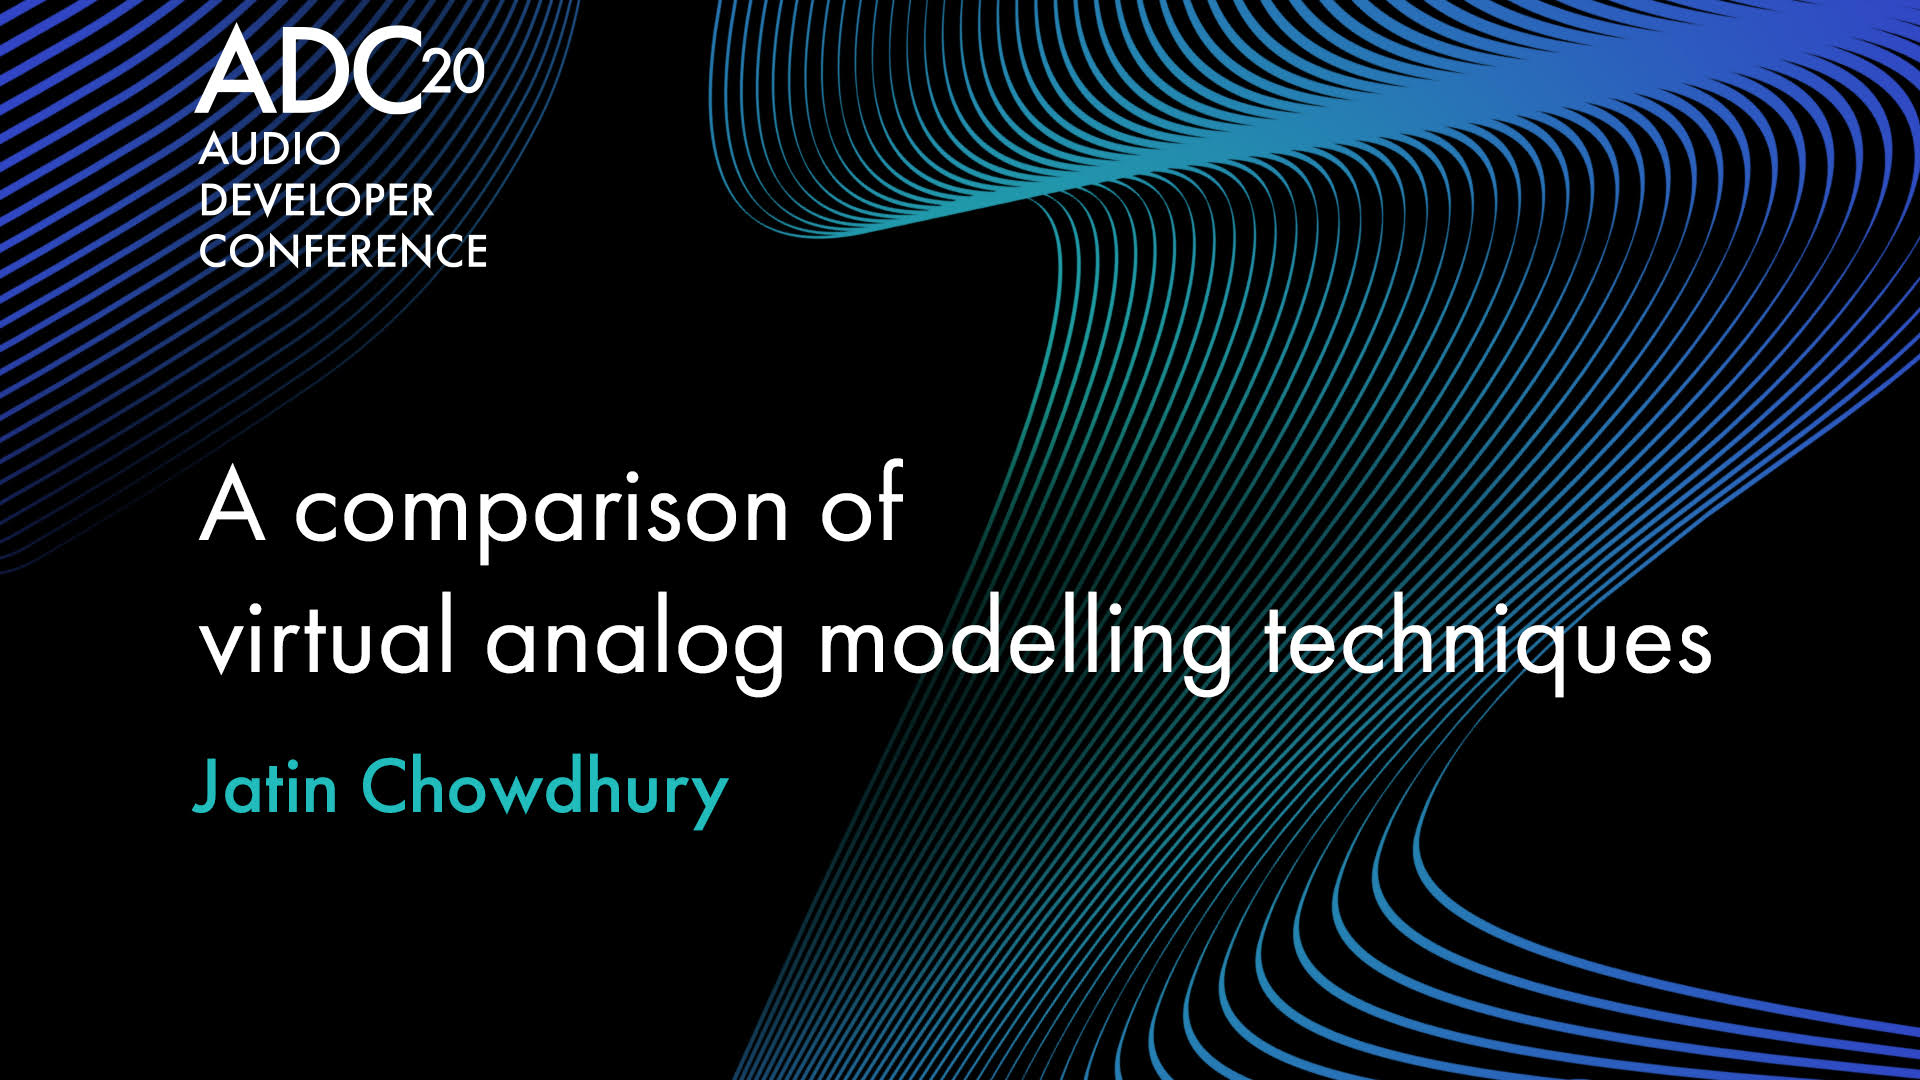 ADC20
AUDIO
DEVELOPER
CONFERENCE
A comparison of
virtual analog modelling techniques
Jatin Chowdhury